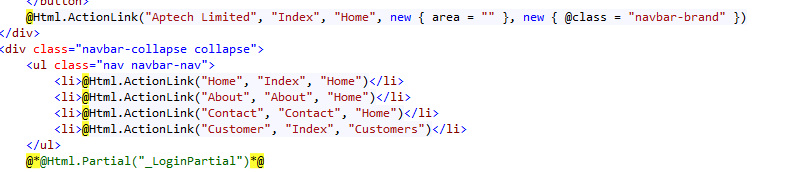 </button>
@Html.ActionLink("Aptech Limited", "Index", "Home", new { area = "" }, new { @class = "navbar-brand" })
</div>
<div class="navbar-collapse collapse">
<ul class="nav navbar-nav">
<li>@Html.ActionLink("Home", "Index", "Home")</li>
<li>@Html.ActionLink("About", "About", "Home")</li>
<li>@Html.ActionLink("Contact", "Contact", "Home")</li>
<li>@Html.ActionLink("Customer", "Index", "Customers")</li>
</ul>
@*@Html.Partial("_LoginPartial")*@